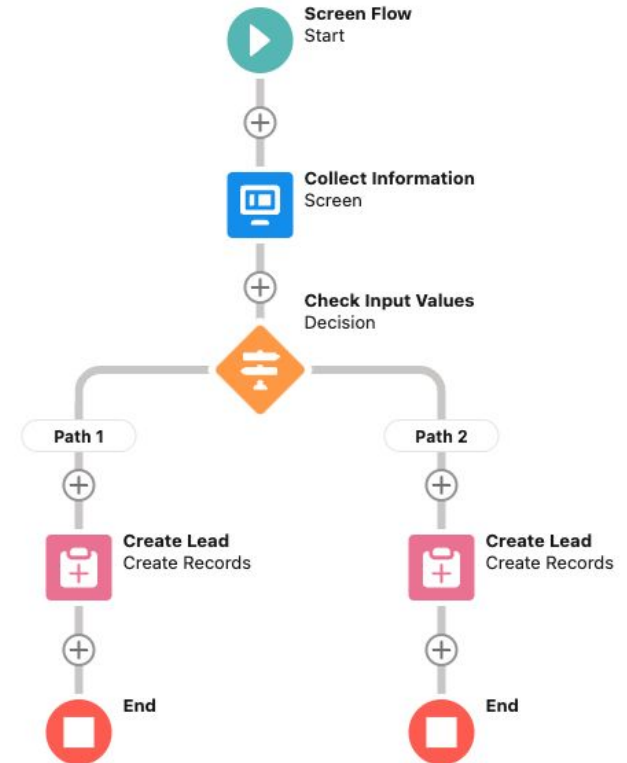 Screen Flow
Start
Collect Information
Screen
Check Input Values
Decision
Path 1
Path 2
Create Lead
Create Records
Create Lead
Create Records
End
End